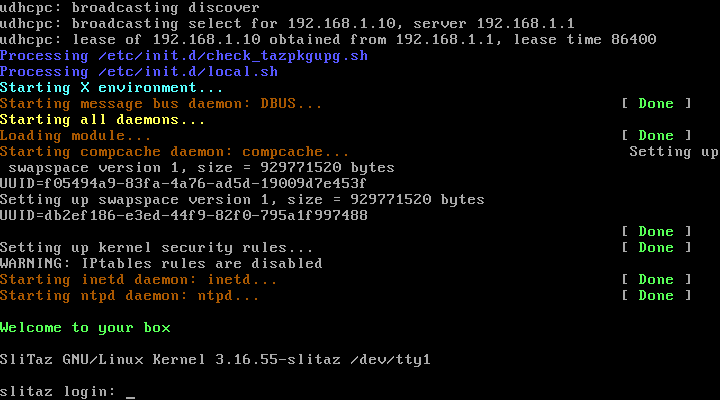 udhcpc: broadcasting discover
udhcpc: broadcasting select for 192.168.1.10, server 192.168.1.1
udhcpc: lease of 192.168.1.10 obtained from 192.168.1.1, lease time 86400
Processing /etc/init.d/check_tazpkgupg.sh
Processing /etc/init.d/local.sh
Starting X environment...
Starting message bus daemon: DBUS... [ Done ]
Starting all daemons...
Loading module... [ Done ]
Starting compcache daemon: compcache... Setting up
 swapspace version 1, size = 929771520 bytes
UUID=f05494a9-83fa-4a76-ad5d-19009d7e453f
Setting up swapspace version 1, size = 929771520 bytes
UUID=db2ef186-e3ed-44f9-82f0-795a1f997488
[ Done ]
Setting up kernel security rules... [ Done ]
WARNING: IPtables rules are disabled
Starting inetd daemon: inetd... [ Done ]
Starting ntpd daemon: ntpd... [ Done ]
Welcome to your box
SliTaz GNU/Linux Kernel 3.16.55-slitaz /dev/tty1
slitaz login: _